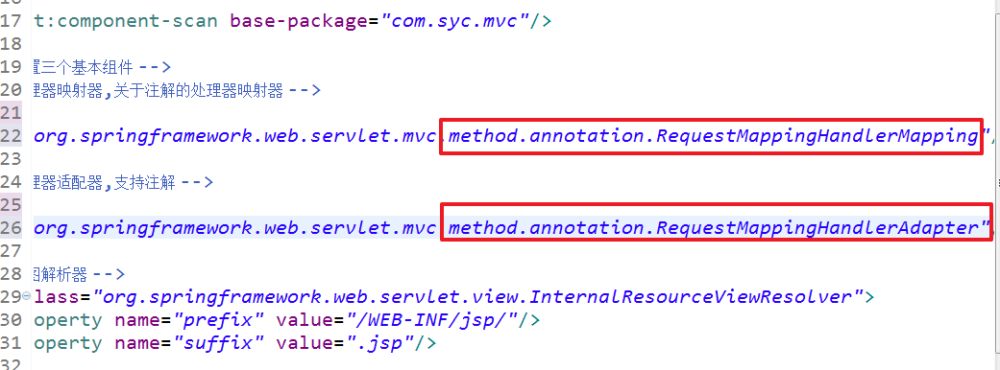 17 t:component-scan base-package="com.syc.mvc"/>
18
19 置三个基本组件 -->
20 理器映射器,关于注解的处理器映射器 -->
21
22 org.springframework.web.servlet.mvc.method.annotation.RequestMappingHandlerMapping"/
23
24 理器适配器,支持注解 -->
25
26 org.springframework.web.servlet.mvc.method.annotation.RequestMappingHandlerAdapter"
27
28 图解析器 -->
29 lass="org.springframework.web.servlet.view.InternalResourceViewResolver">
30 operty name="prefix" value="/WEB-INF/jsp/"/>
31 operty name="suffix" value=".jsp"/>
32